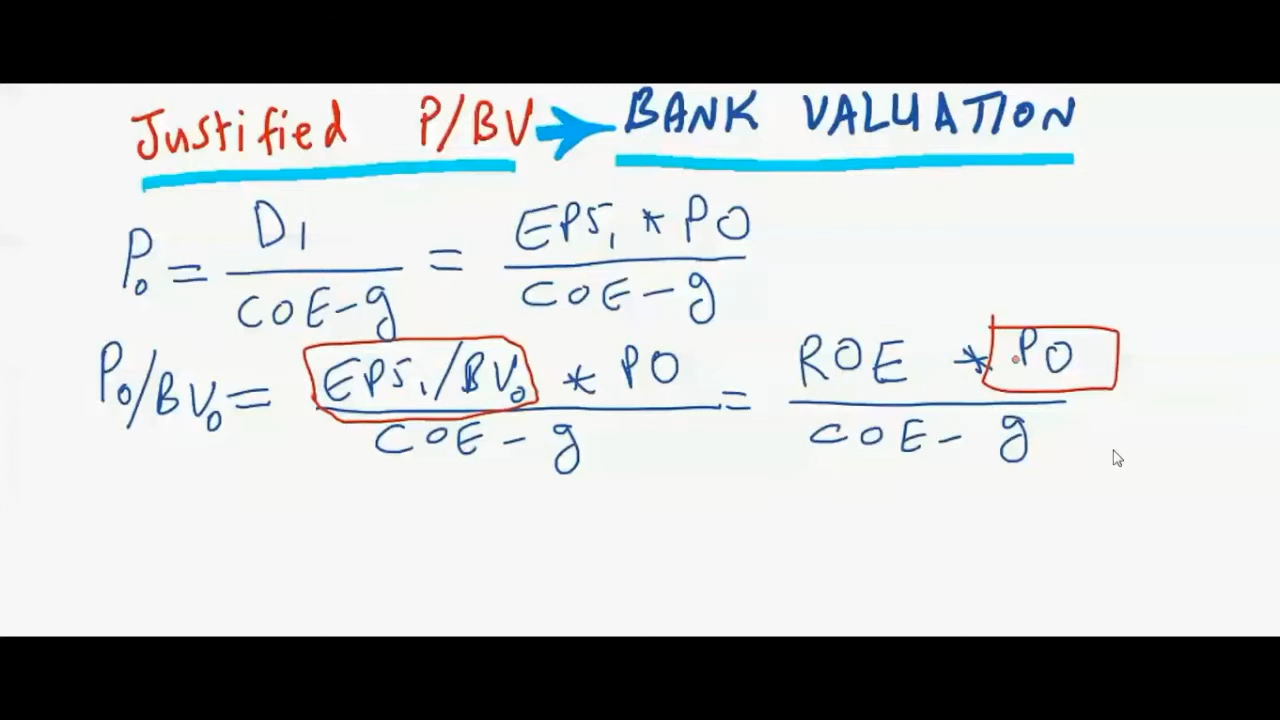 Justified P/BV → BANK VALUATION
P₀ = D₁ / COE-g = EPS₁ * PO / COE-g
P₀/BV₀ = EPS₁/BV₀ * PO / COE-g = ROE * PO / COE-g